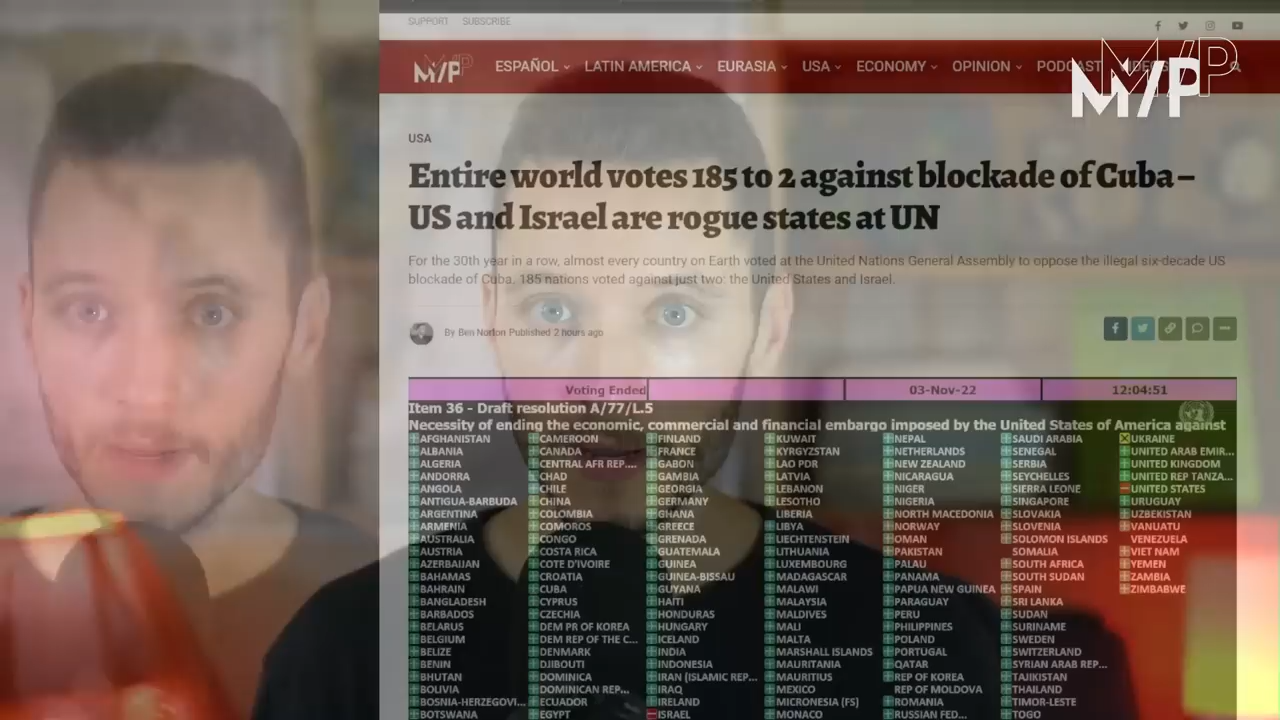 SUPPORT SUBSCRIBE
M/P ESPAÑOL LATIN AMERICA EURASIA USA ECONOMY OPINION PODCAST VIDEOS
M/P
USA
Entire world votes 185 to 2 against blockade of Cuba –
US and Israel are rogue states at UN
For the 30th year in a row, almost every country on Earth voted at the United Nations General Assembly to oppose the illegal six-decade US
blockade of Cuba. 185 nations voted against just two: the United States and Israel.
By Ben Norton Published 2 hours ago
Voting Ended 03-Nov-22 12:04:51
Item 36 - Draft resolution A/77/L.5
Necessity of ending the economic, commercial and financial embargo imposed by the United States of America against
AFGHANISTAN CAMEROON FINLAND KUWAIT NEPAL SAUDI ARABIA UKRAINE
ALBANIA CANADA FRANCE KYRGYZSTAN NETHERLANDS SENEGAL UNITED ARAB EMIR...
ALGERIA CENTRAL AFR REP.... GABON LAO PDR NEW ZEALAND SERBIA UNITED KINGDOM
ANDORRA CHAD GAMBIA LATVIA NICARAGUA SEYCHELLES UNITED REP TANZA...
ANGOLA CHILE GEORGIA LEBANON NIGER SIERRA LEONE UNITED STATES
ANTIGUA-BARBUDA CHINA GERMANY LESOTHO NIGERIA SINGAPORE URUGUAY
ARGENTINA COLOMBIA GHANA LIBERIA NORTH MACEDONIA SLOVAKIA UZBEKISTAN
ARMENIA COMOROS GREECE LIBYA NORWAY SLOVENIA VANUATU
AUSTRALIA CONGO GRENADA LIECHTENSTEIN OMAN SOLOMON ISLANDS VENEZUELA
AUSTRIA COSTA RICA GUATEMALA LITHUANIA PAKISTAN SOMALIA VIET NAM
AZERBAIJAN COTE D'IVOIRE GUINEA LUXEMBOURG PALAU SOUTH AFRICA YEMEN
BAHAMAS CROATIA GUINEA-BISSAU MADAGASCAR PANAMA SOUTH SUDAN ZAMBIA
BAHRAIN CUBA GUYANA MALAWI PAPUA NEW GUINEA SPAIN ZIMBABWE
BANGLADESH CYPRUS HAITI MALAYSIA PARAGUAY SRI LANKA
BARBADOS CZECHIA HONDURAS MALDIVES PERU SUDAN
BELARUS DEM PR OF KOREA HUNGARY MALI PHILIPPINES SURINAME
BELGIUM DEM REP OF THE C... ICELAND MALTA POLAND SWEDEN
BELIZE DENMARK INDIA MARSHALL ISLANDS PORTUGAL SWITZERLAND
BENIN DJIBOUTI INDONESIA MAURITANIA QATAR SYRIAN ARAB REP...
BHUTAN DOMINICA IRAN (ISLAMIC REP... MAURITIUS REP OF KOREA TAJIKISTAN
BOLIVIA DOMINICAN REP... IRAQ MEXICO REP OF MOLDOVA THAILAND
BOSNIA-HERZEGOVI... ECUADOR IRELAND MICRONESIA (FS) ROMANIA TIMOR-LESTE
BOTSWANA EGYPT ISRAEL MONACO RUSSIAN FED... TOGO